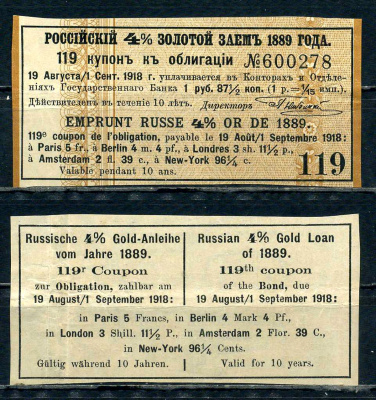 РОССІЙСКІЙ 4% ЗОЛОТОЙ ЗАЕМЪ 1889 ГОДА.
119 купонъ къ облигаціи №600278
19 Августа/1 Сент. 1918 г. уплачивается въ Конторахъ и Отдѣле-
ніяхъ Государственнаго Банка 1 руб. 87½ коп. (1 р.=1/15 имп.).
Дѣйствителенъ въ теченіе 10 лѣтъ. Директоръ
EMPRUNT RUSSE 4% OR DE 1889.
119e coupon de l'obligation, payable le 19 Août/1 Septembre 1918:
à Paris 5 fr., à Berlin 4 m. 4 pf., à Londres 3 sh. 11½ p.,
à Amsterdam 2 fl. 39 c., à New-York 96¼ c.
Valable pendant 10 ans.
119
Russische 4% Gold-Anleihe
vom Jahre 1889.
119r Coupon
zur Obligation, zahlbar am
19 August/1 September 1918:
Russian 4% Gold Loan
of 1889.
119th coupon
of the Bond, due
19 August/1 September 1918:
in Paris 5 Francs, in Berlin 4 Mark 4 Pf.,
in London 3 Shill. 11½ P., in Amsterdam 2 Flor. 39 C.,
in New-York 96¼ Cents.
Gültig während 10 Jahren. Valid for 10 years.